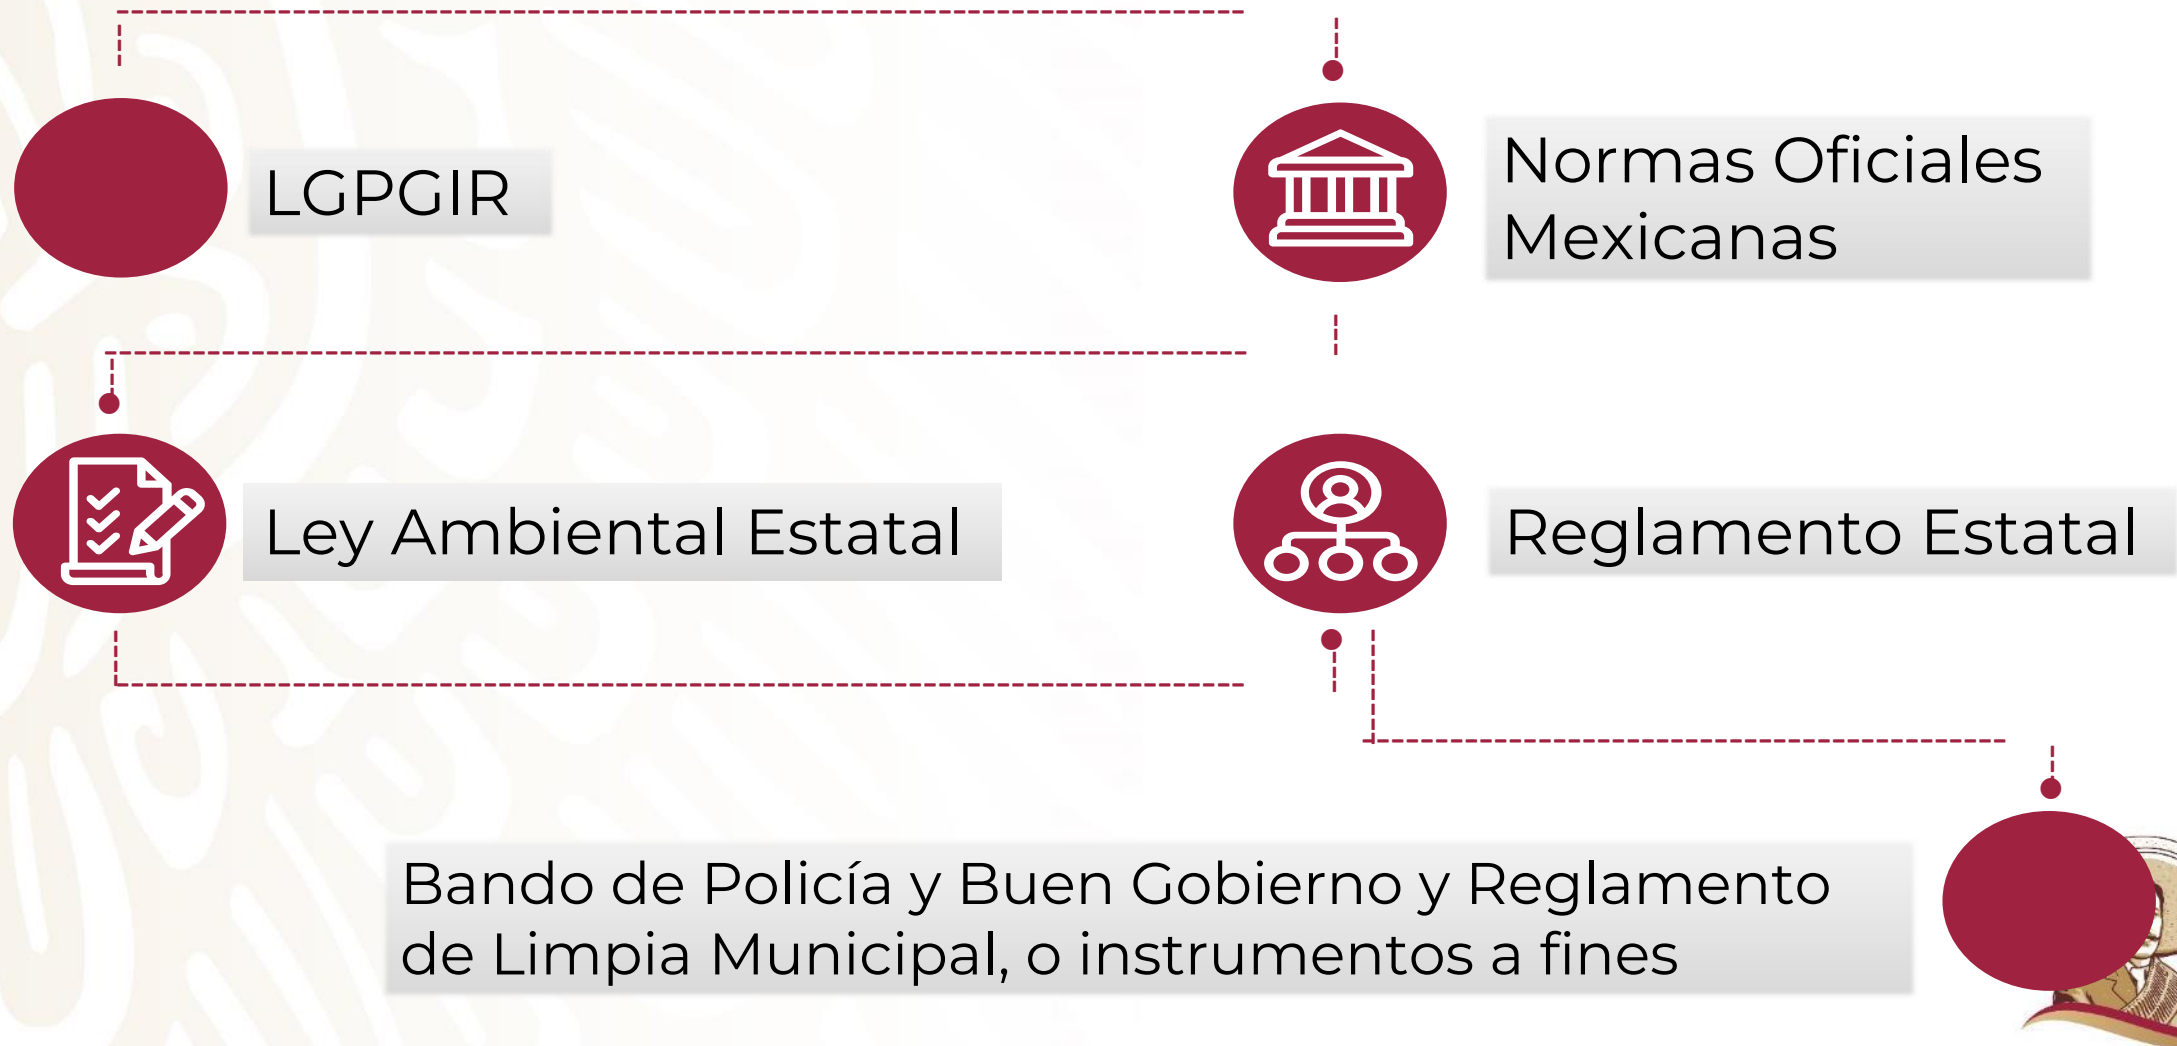 LGPGIR
Normas Oficiales
Mexicanas
Ley Ambiental Estatal
Reglamento Estatal
Bando de Policía y Buen Gobierno y Reglamento
de Limpia Municipal, o instrumentos a fines